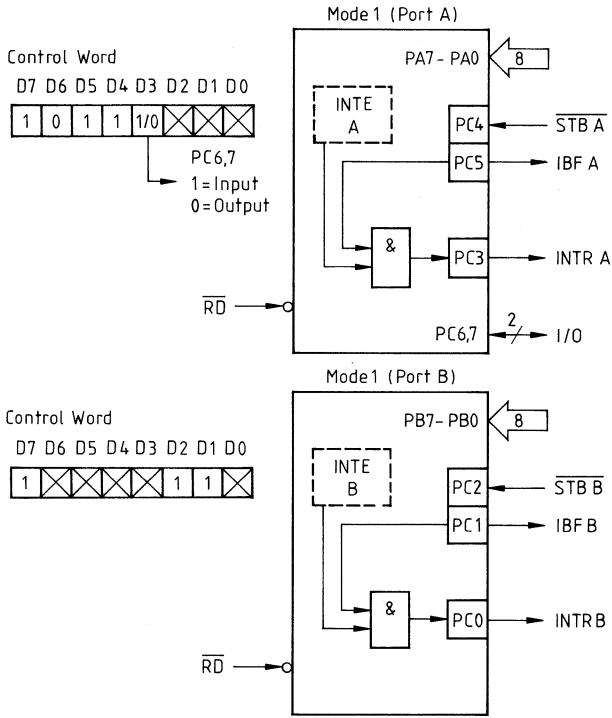 Mode 1 (Port A)
Control Word
D7 D6 D5 D4 D3 D2 D1 D0
1 0 1 1 1/0
PC6,7
1=Input
0=Output
PA7-PA0
8
INTE
A
PC4
STB A
PC5
IBF A
&
PC3
INTR A
RD
PC6,7
2
I/O
Mode 1 (Port B)
Control Word
D7 D6 D5 D4 D3 D2 D1 D0
1 1 1
PB7-PB0
8
INTE
B
PC2
STB B
PC1
IBF B
&
PC0
INTR B
RD